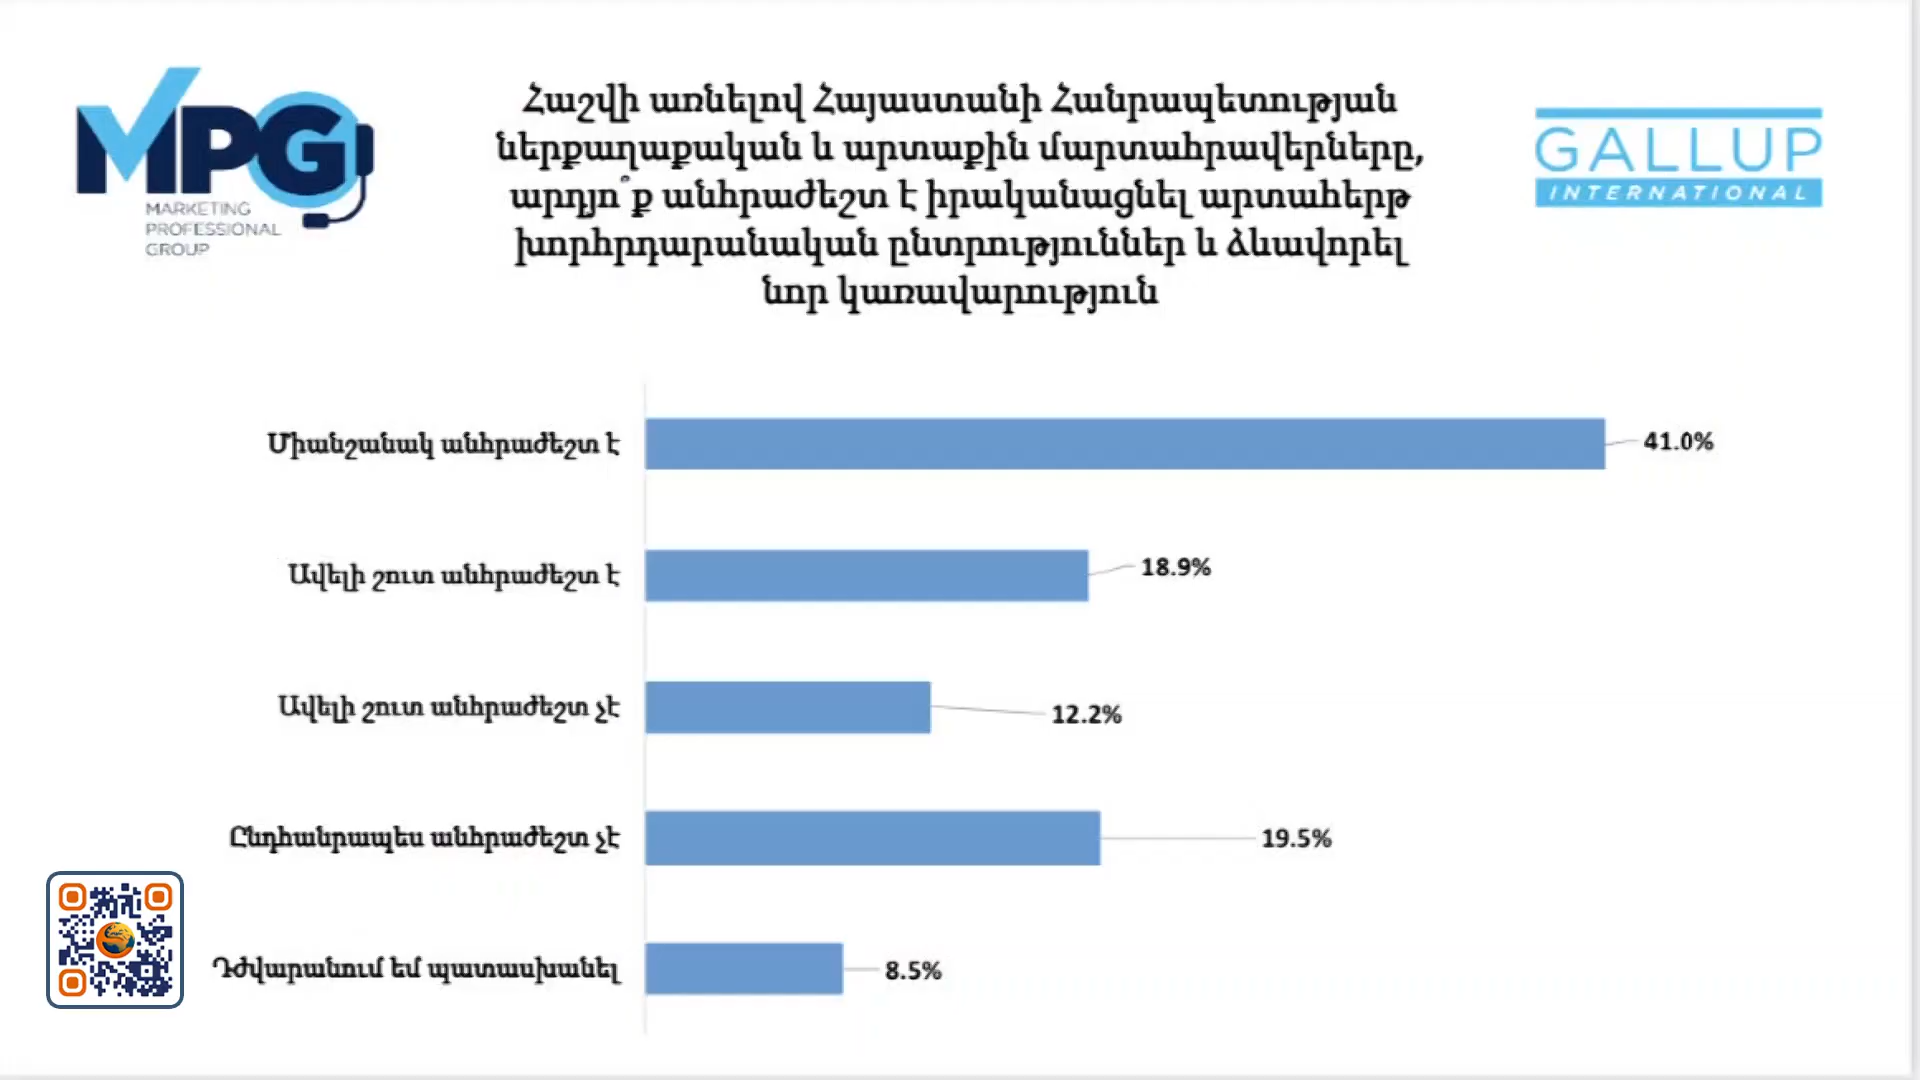 MPG
MARKETING
PROFESSIONAL
GROUP
Հաշվի առնելով Հայաստանի Հանրապետության
ներքաղաքական և արտաքին մարտահրավերները,
արդյո՞ք անհրաժեշտ է իրականացնել արտահերթ
խորհրդարանական ընտրություններ և ձևավորել
նոր կառավարություն
GALLUP
INTERNATIONAL
Միանշանակ անհրաժեշտ է
41.0%
Ավելի շուտ անհրաժեշտ է
18.9%
Ավելի շուտ անհրաժեշտ չէ
12.2%
Ընդհանրապես անհրաժեշտ չէ
19.5%
Դժվարանում եմ պատասխանել
8.5%